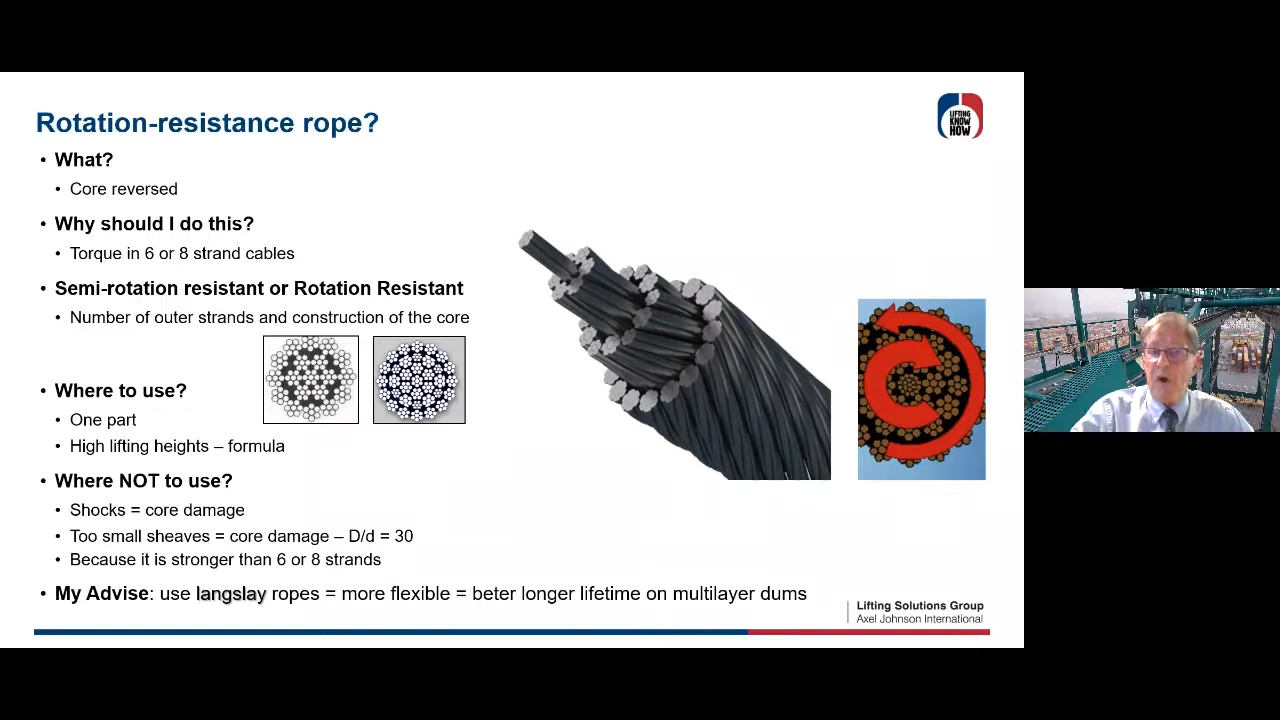 Rotation-resistance rope?
LIFTING
KNOW
HOW
• What?
• Core reversed
• Why should I do this?
• Torque in 6 or 8 strand cables
• Semi-rotation resistant or Rotation Resistant
• Number of outer strands and construction of the core
• Where to use?
• One part
• High lifting heights – formula
• Where NOT to use?
• Shocks = core damage
• Too small sheaves = core damage – D/d = 30
• Because it is stronger than 6 or 8 strands
• My Advise: use langslay ropes = more flexible = beter longer lifetime on multilayer dums
Lifting Solutions Group
Axel Johnson International